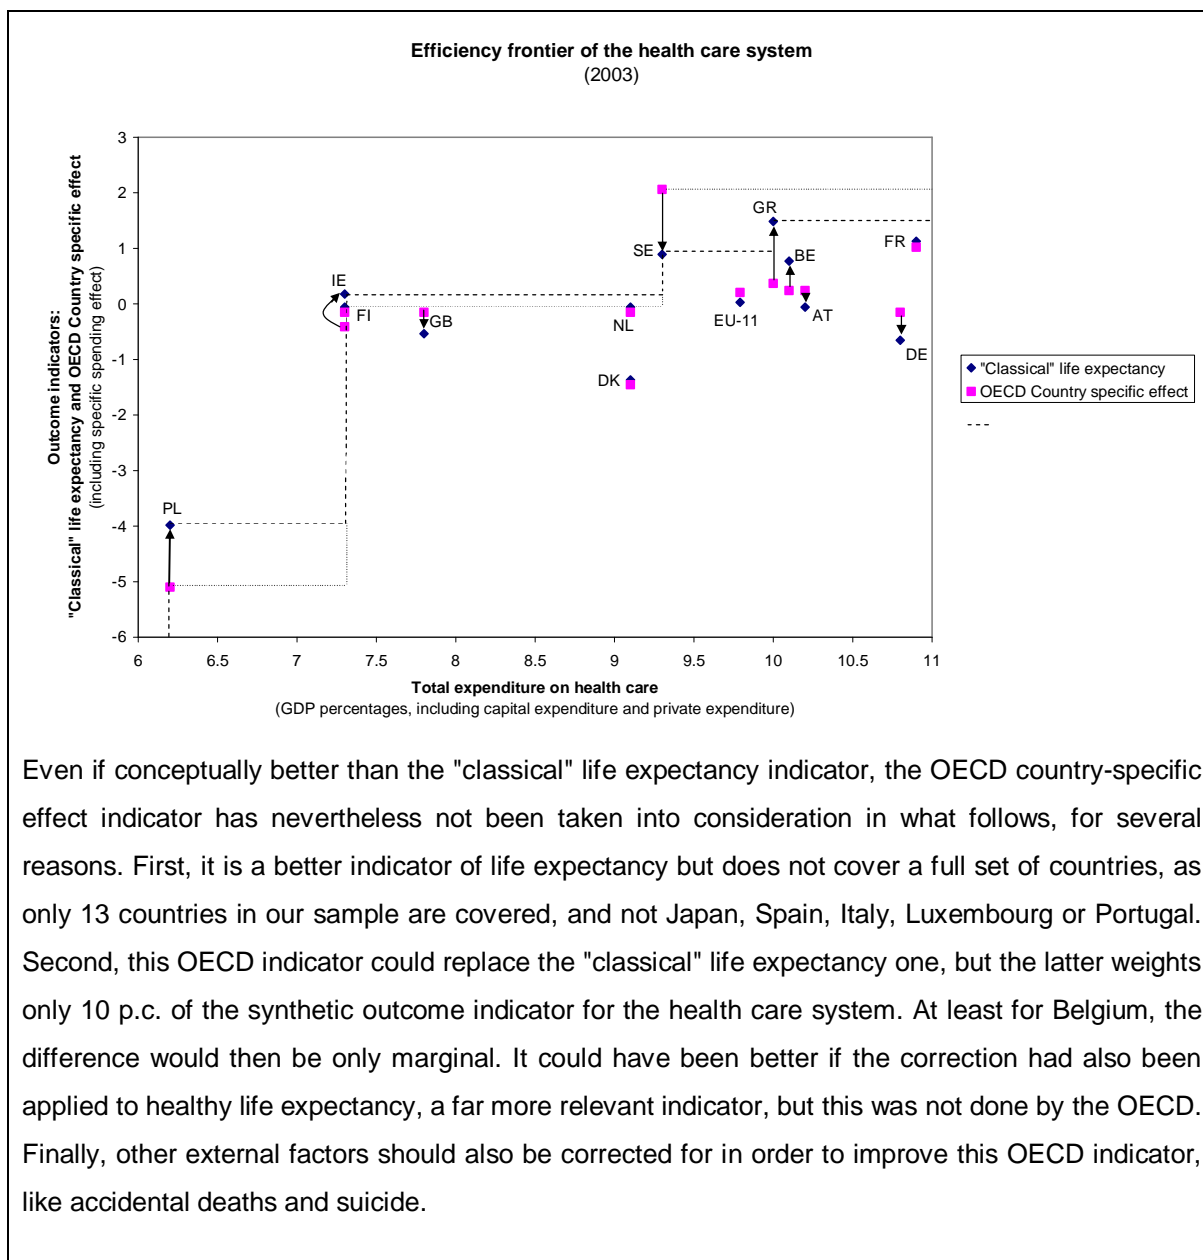 Efficiency frontier of the health care system
(2003)
Outcome indicators:
"Classical" life expectancy and OECD Country specific effect
(including specific spending effect)
3
2
1
0
-1
-2
-3
-4
-5
-6
GR
SE
BE
FR
IE
FI
GB
NL
EU-11
AT
DE
DK
PL
"Classical" life expectancy
OECD Country specific effect
6 6.5 7 7.5 8 8.5 9 9.5 10 10.5 11
Total expenditure on health care
(GDP percentages, including capital expenditure and private expenditure)
Even if conceptually better than the "classical" life expectancy indicator, the OECD country-specific
effect indicator has nevertheless not been taken into consideration in what follows, for several
reasons. First, it is a better indicator of life expectancy but does not cover a full set of countries, as
only 13 countries in our sample are covered, and not Japan, Spain, Italy, Luxembourg or Portugal.
Second, this OECD indicator could replace the "classical" life expectancy one, but the latter weights
only 10 p.c. of the synthetic outcome indicator for the health care system. At least for Belgium, the
difference would then be only marginal. It could have been better if the correction had also been
applied to healthy life expectancy, a far more relevant indicator, but this was not done by the OECD.
Finally, other external factors should also be corrected for in order to improve this OECD indicator,
like accidental deaths and suicide.